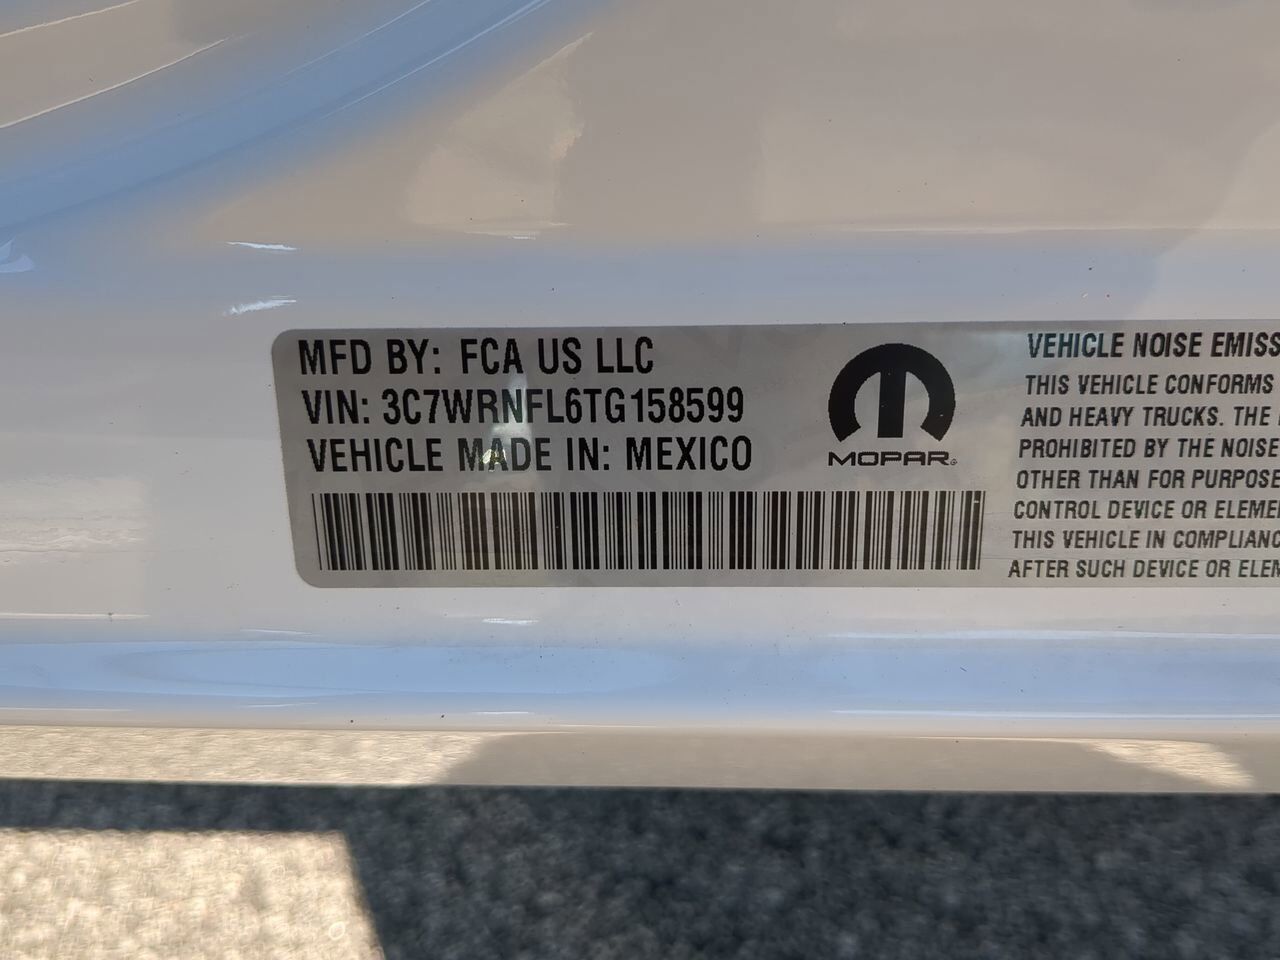 MFD BY: FCA US LLC
VIN: 3C7WRNFL6TG158599
VEHICLE MADE IN: MEXICO
MOPAR®
VEHICLE NOISE EMISS
THIS VEHICLE CONFORMS
AND HEAVY TRUCKS. THE
PROHIBITED BY THE NOISE
OTHER THAN FOR PURPOSE
CONTROL DEVICE OR ELEME
THIS VEHICLE IN COMPLIANC
AFTER SUCH DEVICE OR ELEM